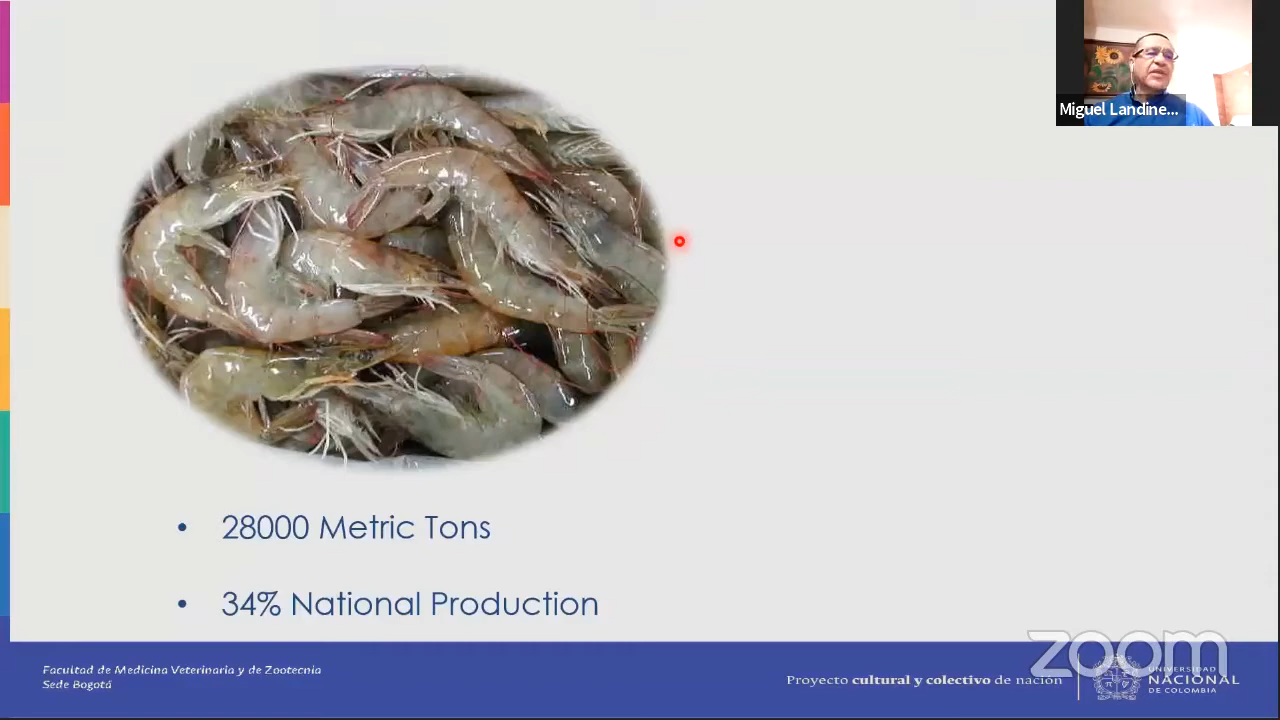 Miguel Landine...
• 28000 Metric Tons
• 34% National Production
Facultad de Medicina Veterinaria y de Zootecnia
Sede Bogotá
Proyecto cultural y colectivo de nación
zoom
UNIVERSIDAD
NACIONAL
DE COLOMBIA